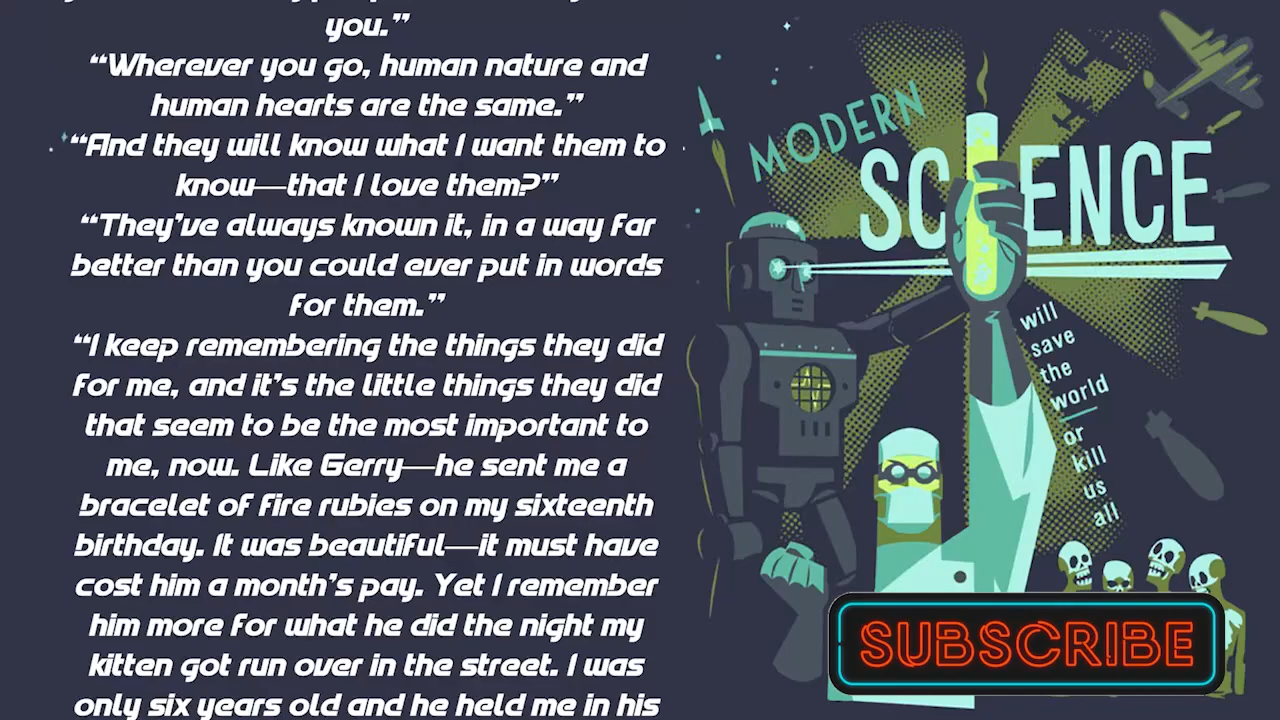 you.”
“Wherever you go, human nature and
human hearts are the same.”
“And they will know what I want them to
know—that I love them?”
“They’ve always known it, in a way far
better than you could ever put in words
for them.”
“I keep remembering the things they did
for me, and it’s the little things they did
that seem to be the most important to
me, now. Like Gerry—he sent me a
bracelet of fire rubies on my sixteenth
birthday. It was beautiful—it must have
cost him a month’s pay. Yet I remember
him more for what he did the night my
kitten got run over in the street. I was
only six years old and he held me in his
MODERN
SCIENCE
will
save
the
world
or
kill
us
all
SUBSCRIBE